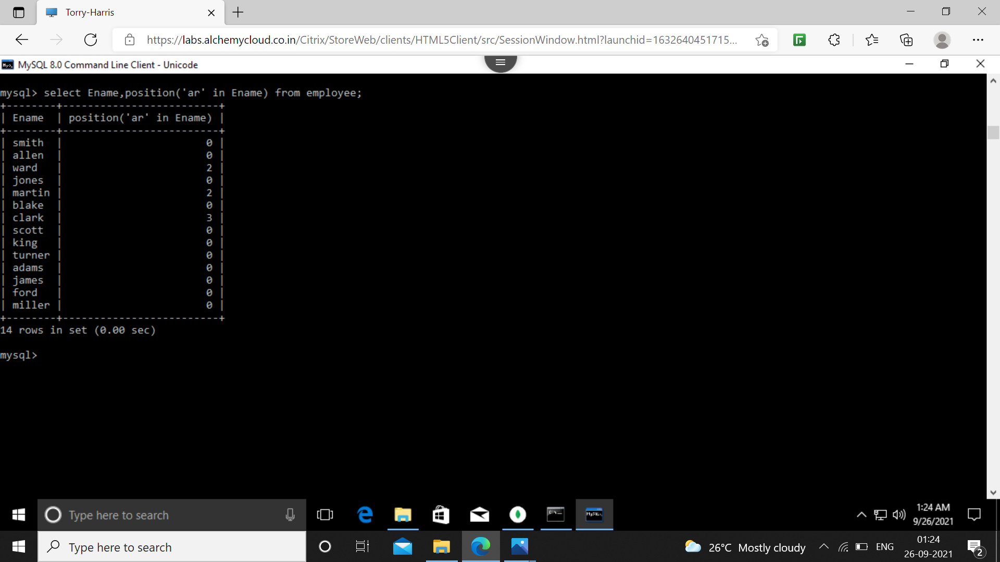 Torry-Harris
https://labs.alchemycloud.co.in/Citrix/StoreWeb/clients/HTML5Client/src/SessionWindow.html?launchid=1632640451715...
MySQL 8.0 Command Line Client - Unicode
mysql> select Ename,position('ar' in Ename) from employee;
+--------+-------------------------+
| Ename  | position('ar' in Ename) |
+--------+-------------------------+
| smith  |                       0 |
| allen  |                       0 |
| ward   |                       2 |
| jones  |                       0 |
| martin |                       2 |
| blake  |                       0 |
| clark  |                       3 |
| scott  |                       0 |
| king   |                       0 |
| turner |                       0 |
| adams  |                       0 |
| james  |                       0 |
| ford   |                       0 |
| miller |                       0 |
+--------+-------------------------+
14 rows in set (0.00 sec)
mysql>
Type here to search
1:24 AM
9/26/2021
Type here to search
26°C Mostly cloudy
ENG
01:24
26-09-2021
2